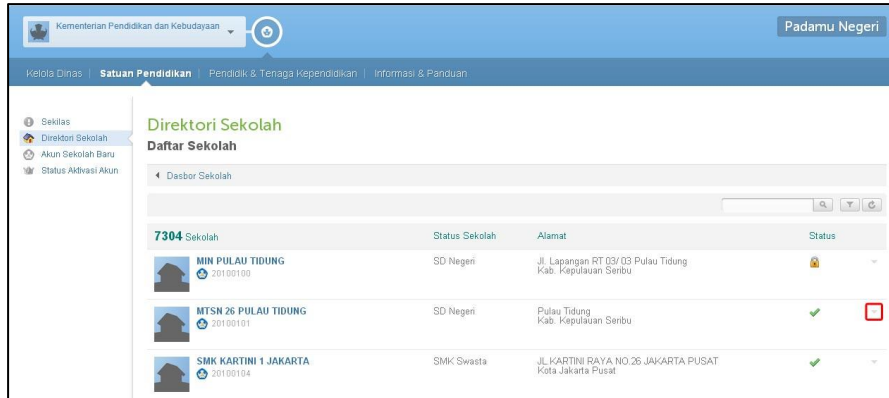 Kementerian Pendidikan dan Kebudayaan
Padamu Negeri
Kelola Dinas | Satuan Pendidikan | Pendidik & Tenaga Kependidikan | Informasi & Panduan
Sekilas
Direktori Sekolah
Akun Sekolah Baru
Status Aktivasi Akun
Direktori Sekolah
Daftar Sekolah
Dasbor Sekolah
7304 Sekolah Status Sekolah Alamat Status
MIN PULAU TIDUNG SD Negeri Jl. Lapangan RT 03/ 03 Pulau Tidung
20100100 Kab. Kepulauan Seribu
MTSN 26 PULAU TIDUNG SD Negeri Pulau Tidung
20100101 Kab. Kepulauan Seribu
SMK KARTINI 1 JAKARTA SMK Swasta JL KARTINI RAYA NO.26 JAKARTA PUSAT
20100104 Kota Jakarta Pusat